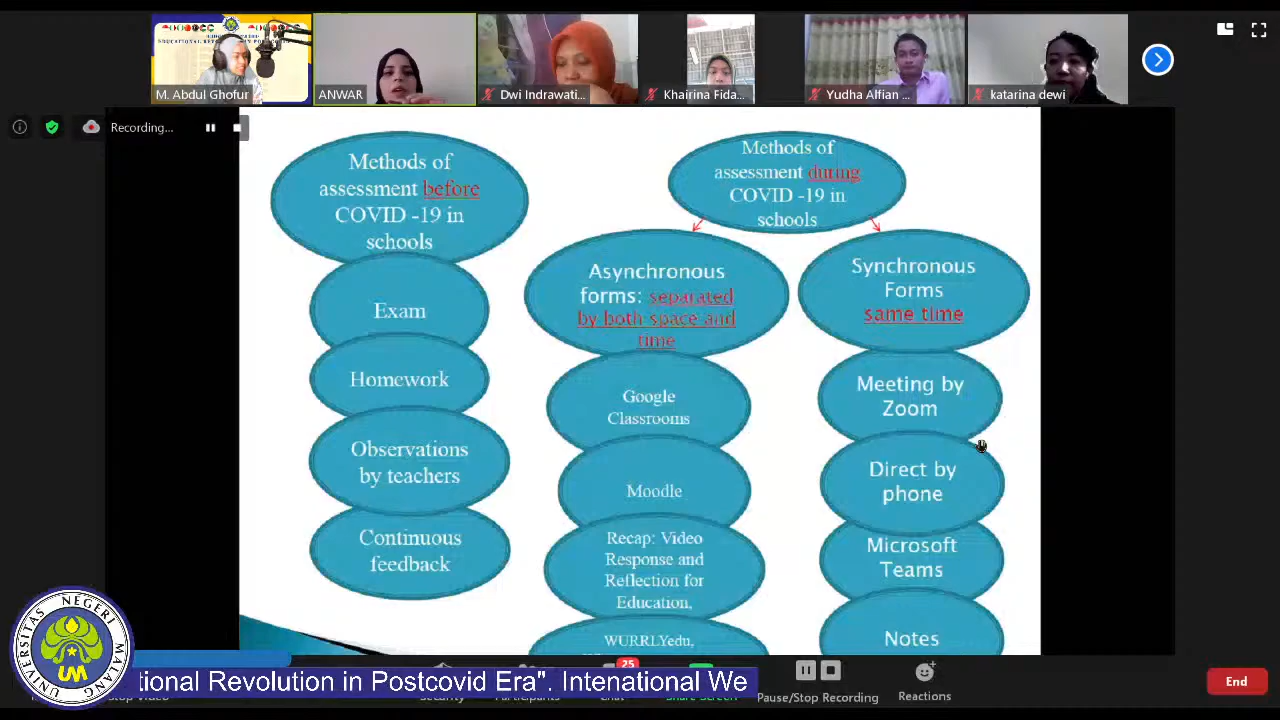 M. Abdul Ghofur
ANWAR
Dwi Indrawati...
Khairina Fida...
Yudha Alfian ...
katarina dewi
Recording...
Methods of
assessment before
COVID -19 in
schools
Exam
Homework
Observations
by teachers
Continuous
feedback
Methods of
assessment during
COVID -19 in
schools
Asynchronous
forms: separated
by both space and
time
Google
Classrooms
Moodle
Recap: Video
Response and
Reflection for
Education,
WURRLYedu,
Synchronous
Forms
same time
Meeting by
Zoom
Direct by
phone
Microsoft
Teams
Notes
UNIVERSITAS NEGERI MALANG
UM
tional Revolution in Postcovid Era". Intenational We
25
Pause/Stop Recording
Reactions
End